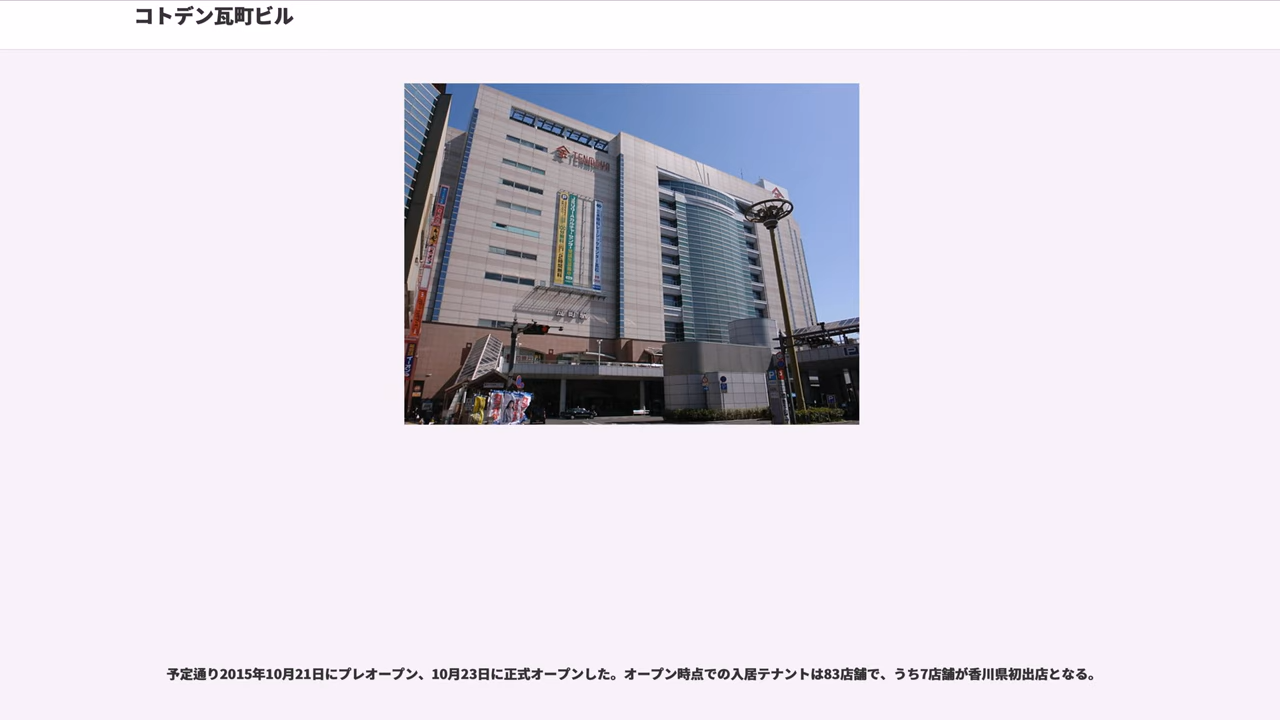 コトデン瓦町ビル
TENMAYA
予定通り2015年10月21日にプレオープン、10月23日に正式オープンした。オープン時点での入居テナントは83店舗で、うち7店舗が香川県初出店となる。